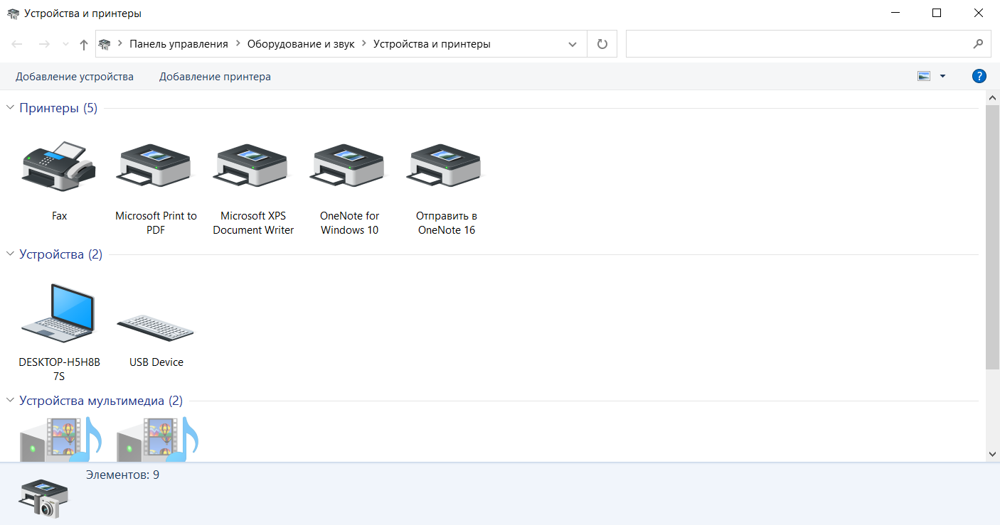 Устройства и принтеры
Панель управления > Оборудование и звук > Устройства и принтеры
Добавление устройства Добавление принтера
?
Принтеры (5)
Fax
Microsoft Print to
PDF
Microsoft XPS
Document Writer
OneNote for
Windows 10
Отправить в
OneNote 16
Устройства (2)
DESKTOP-H5H8B
7S
USB Device
Устройства мультимедиа (2)
Элементов: 9